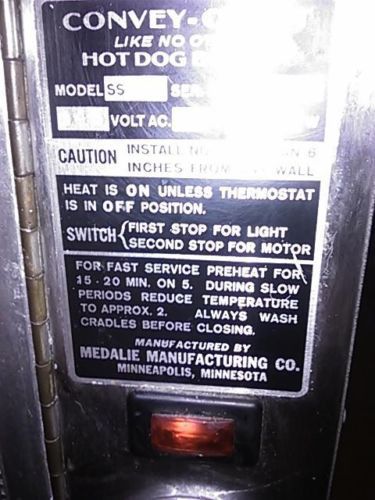 CONVEY-
LIKE NO
HOT DOG
MODEL SS
VOLT AC.
CAUTION INSTALL 6
INCHES FROM WALL
HEAT IS ON UNLESS THERMOSTAT
IS IN OFF POSITION.
SWITCH { FIRST STOP FOR LIGHT
SECOND STOP FOR MOTOR
FOR FAST SERVICE PREHEAT FOR
15-20 MIN. ON 5. DURING SLOW
PERIODS REDUCE TEMPERATURE
TO APPROX. 2. ALWAYS WASH
CRADLES BEFORE CLOSING.
MANUFACTURED BY
MEDALIE MANUFACTURING CO.
MINNEAPOLIS, MINNESOTA